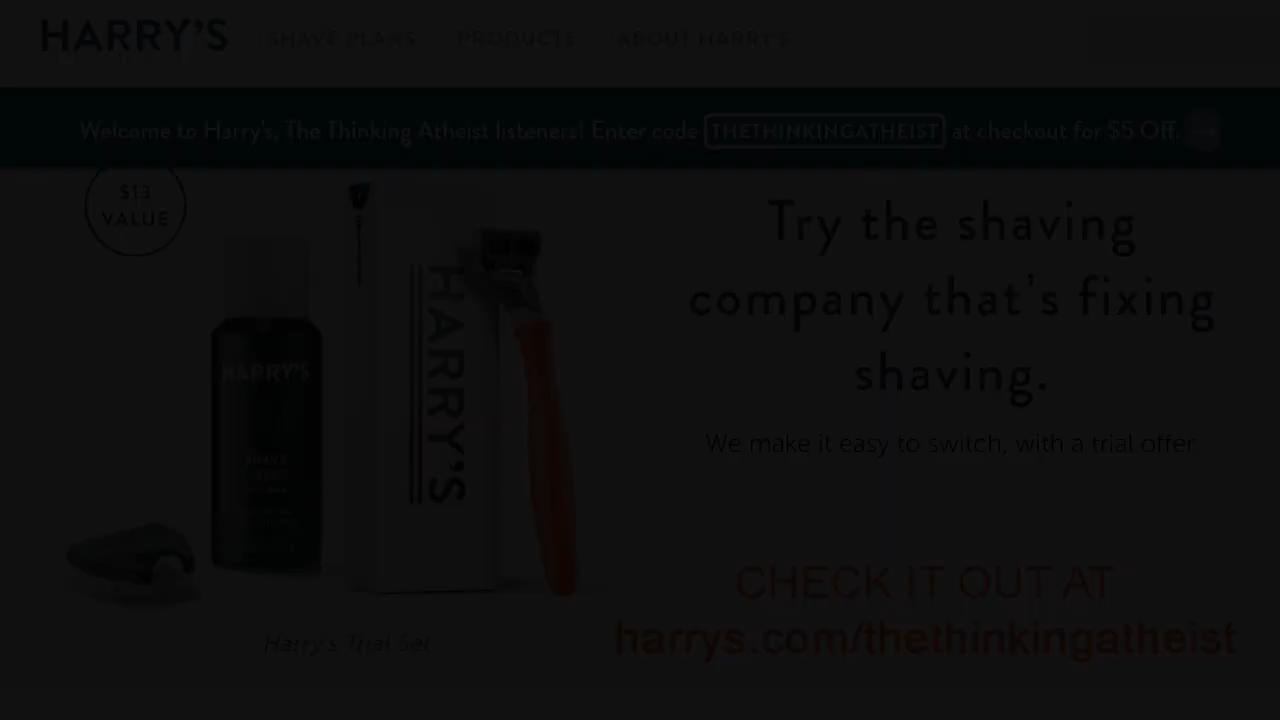 HARRY'S SHAVE PLANS PRODUCTS ABOUT HARRY'S
Welcome to Harry's, The Thinking Atheist listeners! Enter code THETHINKINGATHEIST at checkout for $5 Off.
$13
VALUE
Try the shaving
company that's fixing
shaving.
We make it easy to switch, with a trial offer
HARRY'S
HARRY'S
SHAVE
CHECK IT OUT AT
harrys.com/thethinkingatheist
Harry's Trial Set